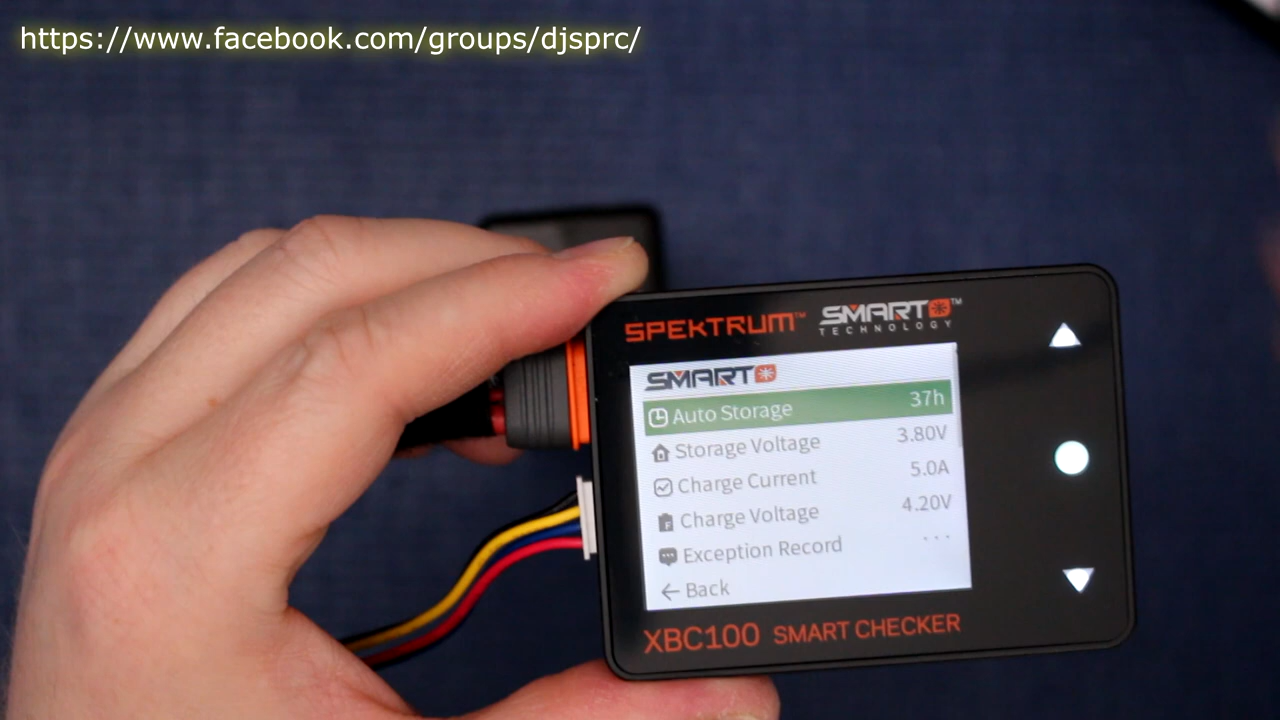 https://www.facebook.com/groups/djsprc/
SPEKTRUM™ SMART™
TECHNOLOGY
SMART
Auto Storage 37h
Storage Voltage 3.80V
Charge Current 5.0A
Charge Voltage 4.20V
Exception Record ...
Back
XBC100 SMART CHECKER